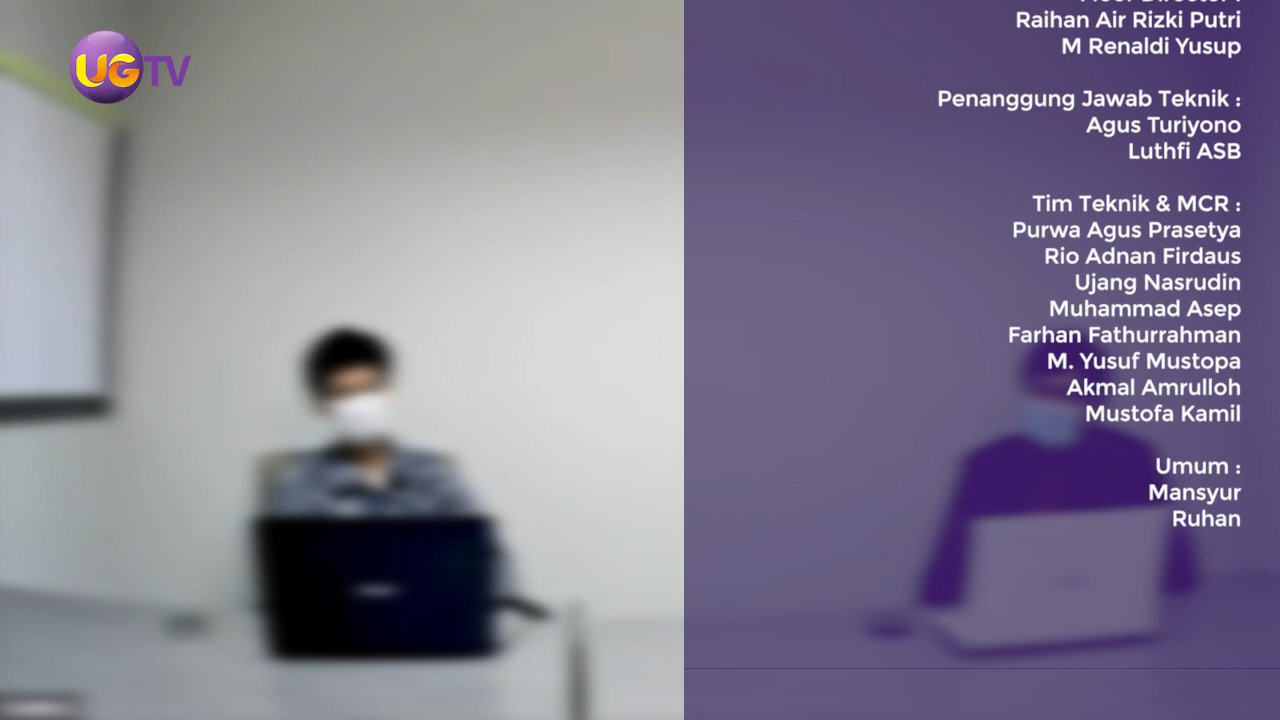 UGTV
Raihan Air Rizki Putri
M Renaldi Yusup
Penanggung Jawab Teknik :
Agus Turiyono
Luthfi ASB
Tim Teknik & MCR :
Purwa Agus Prasetya
Rio Adnan Firdaus
Ujang Nasrudin
Muhammad Asep
Farhan Fathurrahman
M. Yusuf Mustopa
Akmal Amrulloh
Mustofa Kamil
Umum :
Mansyur
Ruhan